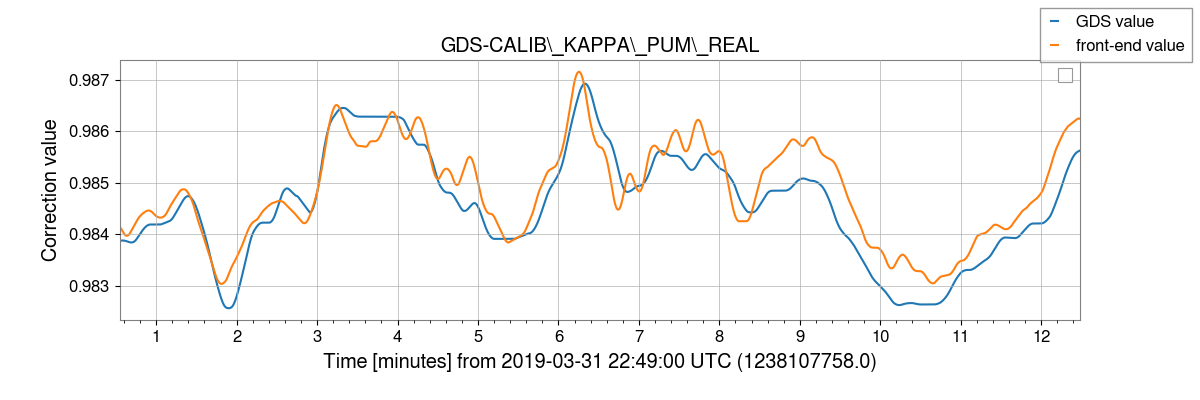 GDS value
front-end value
GDS-CALIB\_KAPPA\_PUM\_REAL
Correction value
0.987
0.986
0.985
0.984
0.983
1 2 3 4 5 6 7 8 9 10 11 12
Time [minutes] from 2019-03-31 22:49:00 UTC (1238107758.0)